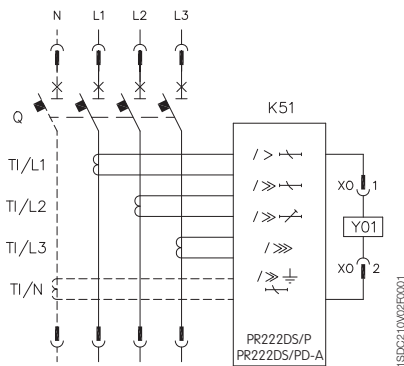 N L1 L2 L3
Q
K51
TI/L1
TI/L2
TI/L3
TI/N
I >
I >>
I >>
I >>>
I >>
XO 1
Y01
XO 2
PR222DS/P
PR222DS/PD-A
1SDC210V02F0001